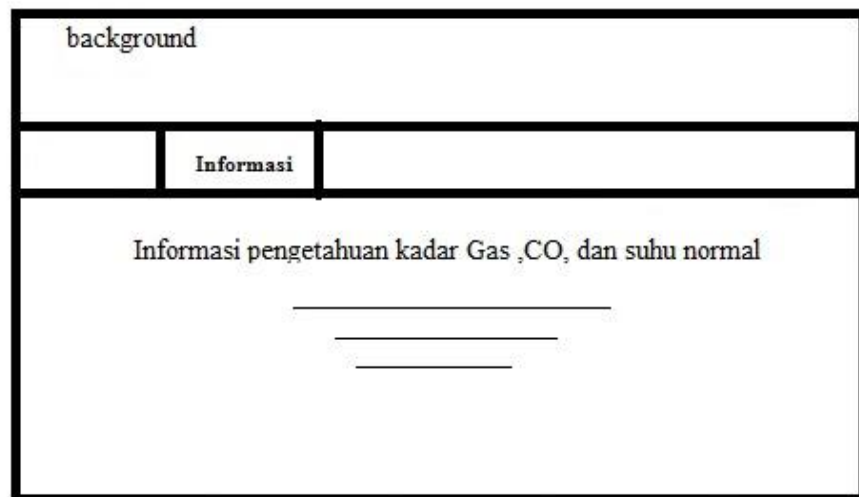 background
Informasi
Informasi pengetahuan kadar Gas ,CO, dan suhu normal